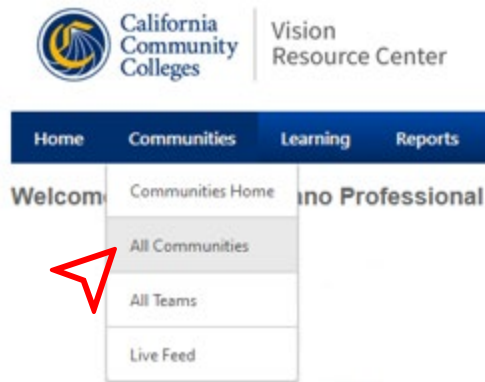 California
Community
Colleges
Vision
Resource Center
Home Communities Learning Reports
Communities Home
ano Professional
All Communities
All Teams
Live Feed